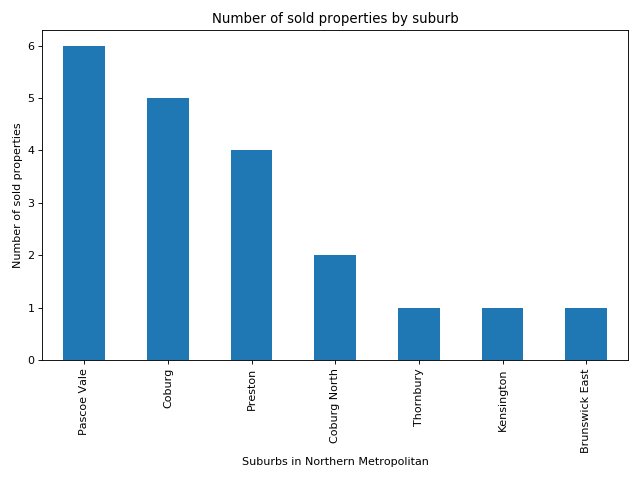 Number of sold properties by suburb
Number of sold properties
6
5
4
3
2
1
0
Pascoe Vale
Coburg
Preston
Coburg North
Thornbury
Kensington
Brunswick East
Suburbs in Northern Metropolitan